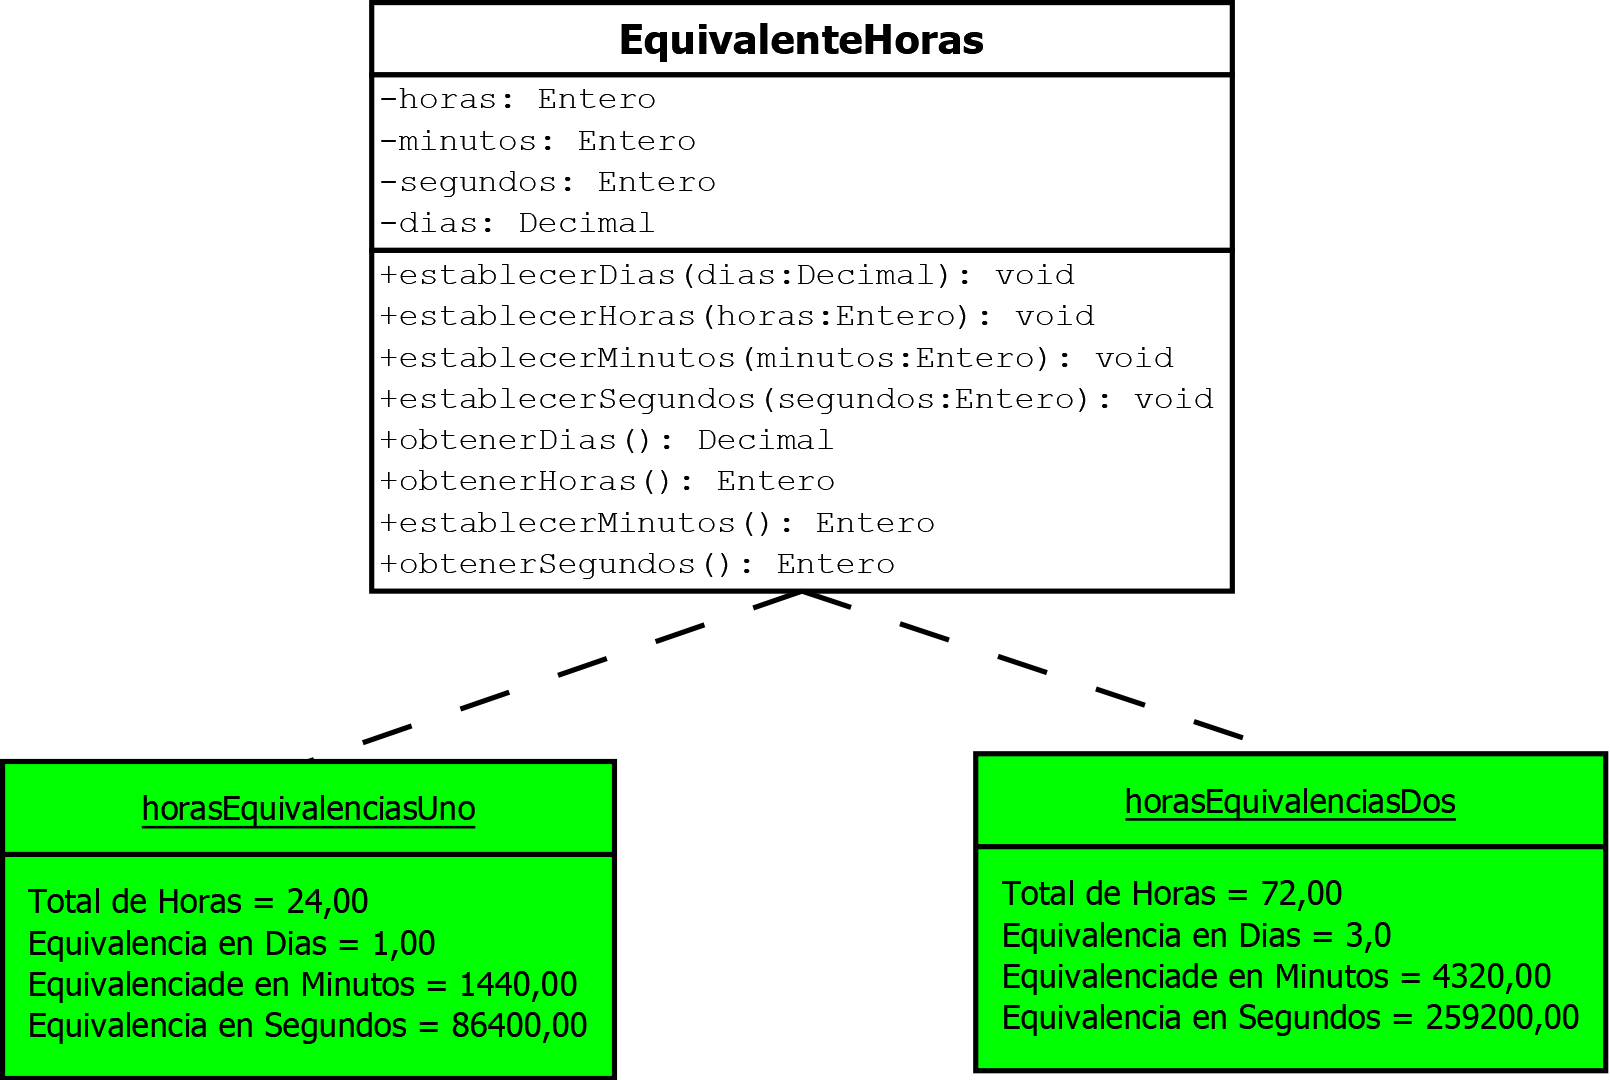 EquivalenteHoras
-horas: Entero
-minutos: Entero
-segundos: Entero
-dias: Decimal
+establecerDias(dias:Decimal): void
+establecerHoras(horas:Entero): void
+establecerMinutos(minutos:Entero): void
+establecerSegundos(segundos:Entero): void
+obtenerDias(): Decimal
+obtenerHoras(): Entero
+establecerMinutos(): Entero
+obtenerSegundos(): Entero
horasEquivalenciasUno
Total de Horas = 24,00
Equivalencia en Dias = 1,00
Equivalenciade en Minutos = 1440,00
Equivalencia en Segundos = 86400,00
horasEquivalenciasDos
Total de Horas = 72,00
Equivalencia en Dias = 3,0
Equivalenciade en Minutos = 4320,00
Equivalencia en Segundos = 259200,00